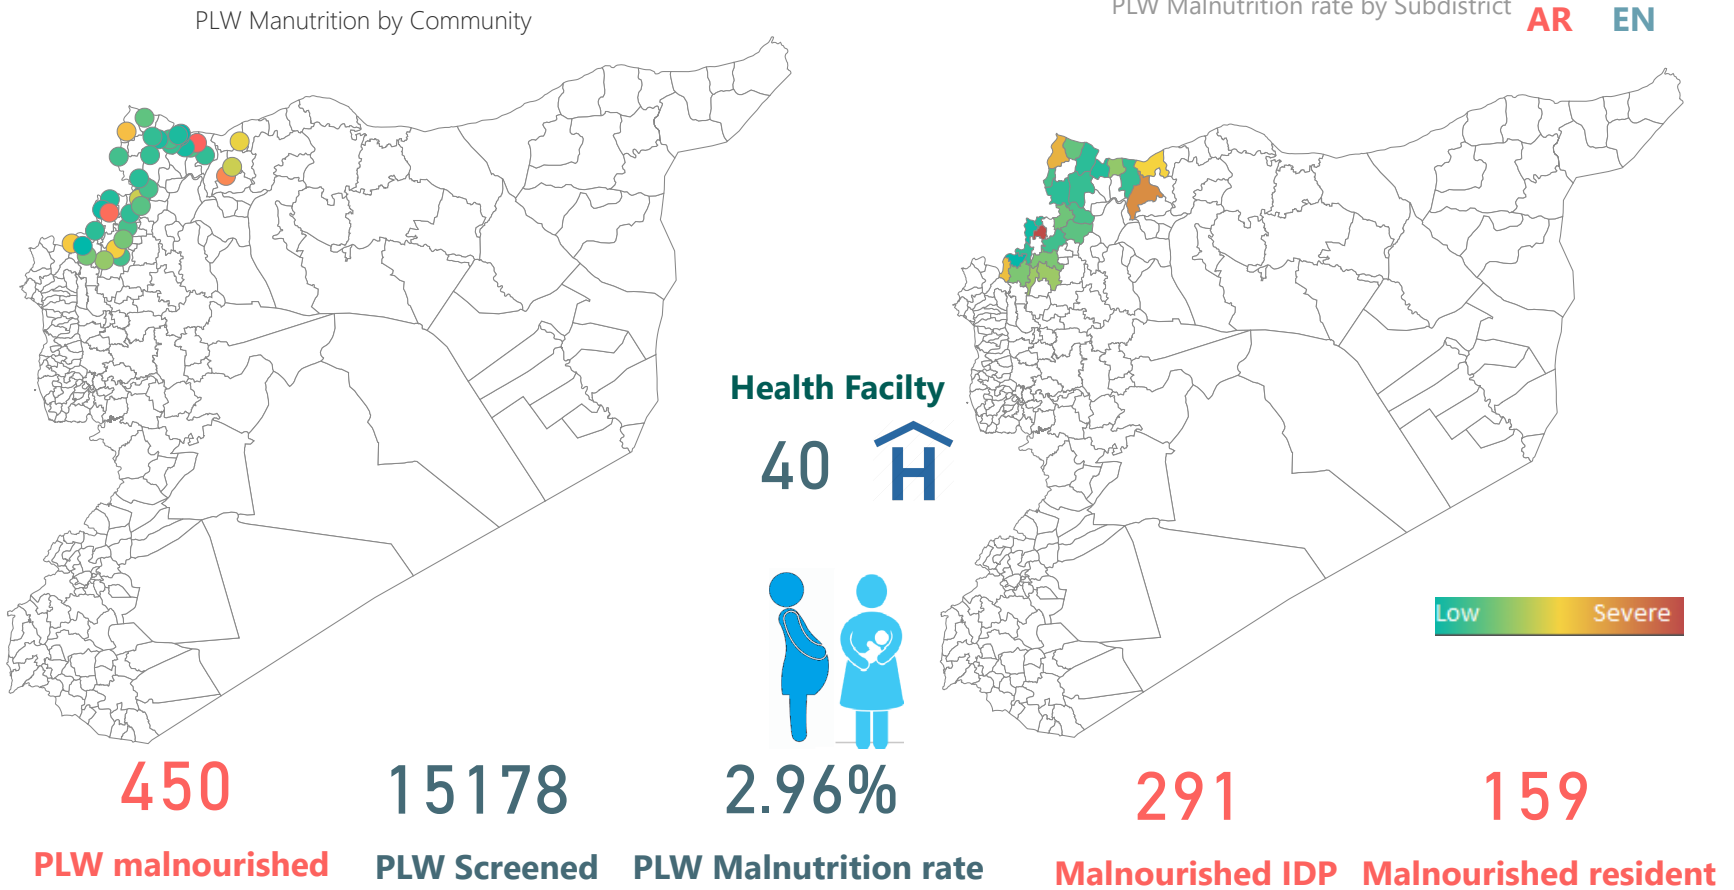 PLW Manutrition by Community
PLW Malnutrition rate by Subdistrict
AR EN
Health Facilty
40
H
Low Severe
450
PLW malnourished
15178
PLW Screened
2.96%
PLW Malnutrition rate
291
Malnourished IDP
159
Malnourished resident